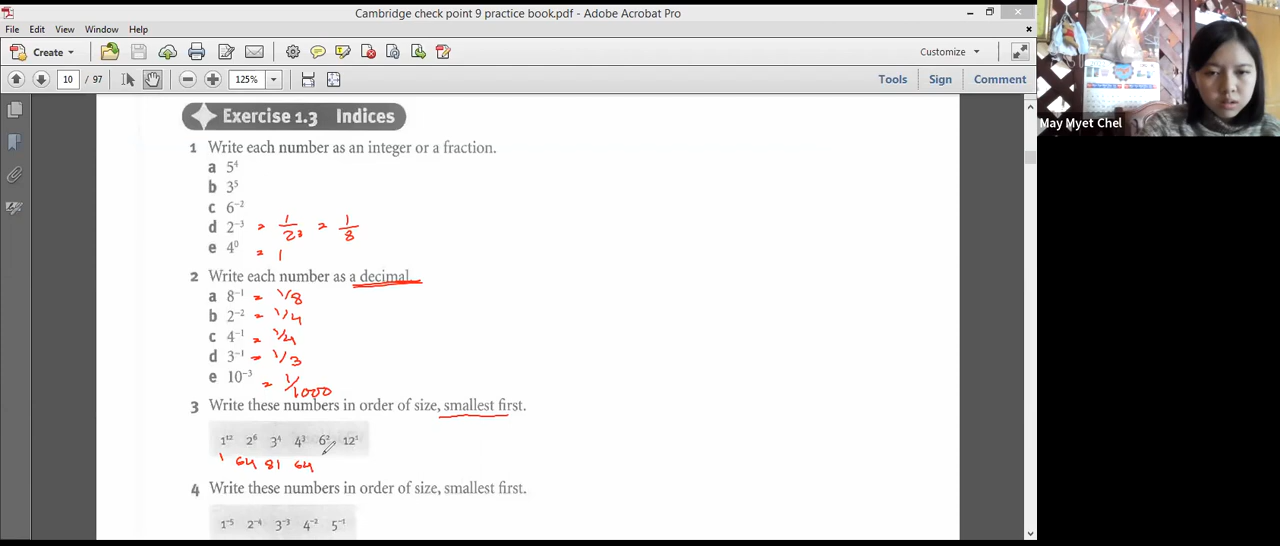 Cambridge check point 9 practice book.pdf - Adobe Acrobat Pro
File Edit View Window Help
Create
Customize
10 / 97
125%
Tools Sign Comment
May Myet Chel
Exercise 1.3 Indices
1 Write each number as an integer or a fraction.
a 5⁴
b 3⁵
c 6⁻²
d 2⁻³ = 1/2³ = 1/8
e 4⁰ = 1
2 Write each number as a decimal.
a 8⁻¹ = 1/8
b 2⁻² = 1/4
c 4⁻¹ = 1/4
d 3⁻¹ = 1/3
e 10⁻³ = 1/1000
3 Write these numbers in order of size, smallest first.
1¹² 2⁶ 3⁴ 4³ 6² 12¹
1 64 81 64
4 Write these numbers in order of size, smallest first.
1⁻⁵ 2⁻⁴ 3⁻³ 4⁻² 5⁻¹